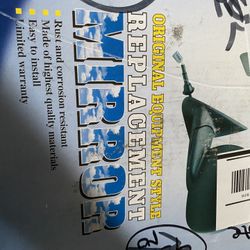 ORIGINAL EQUIPMENT STYLE
REPLACEMENT
MIRROR
Rust and corrosion resistant
Made of highest quality materials
Easy to install
Limited warranty